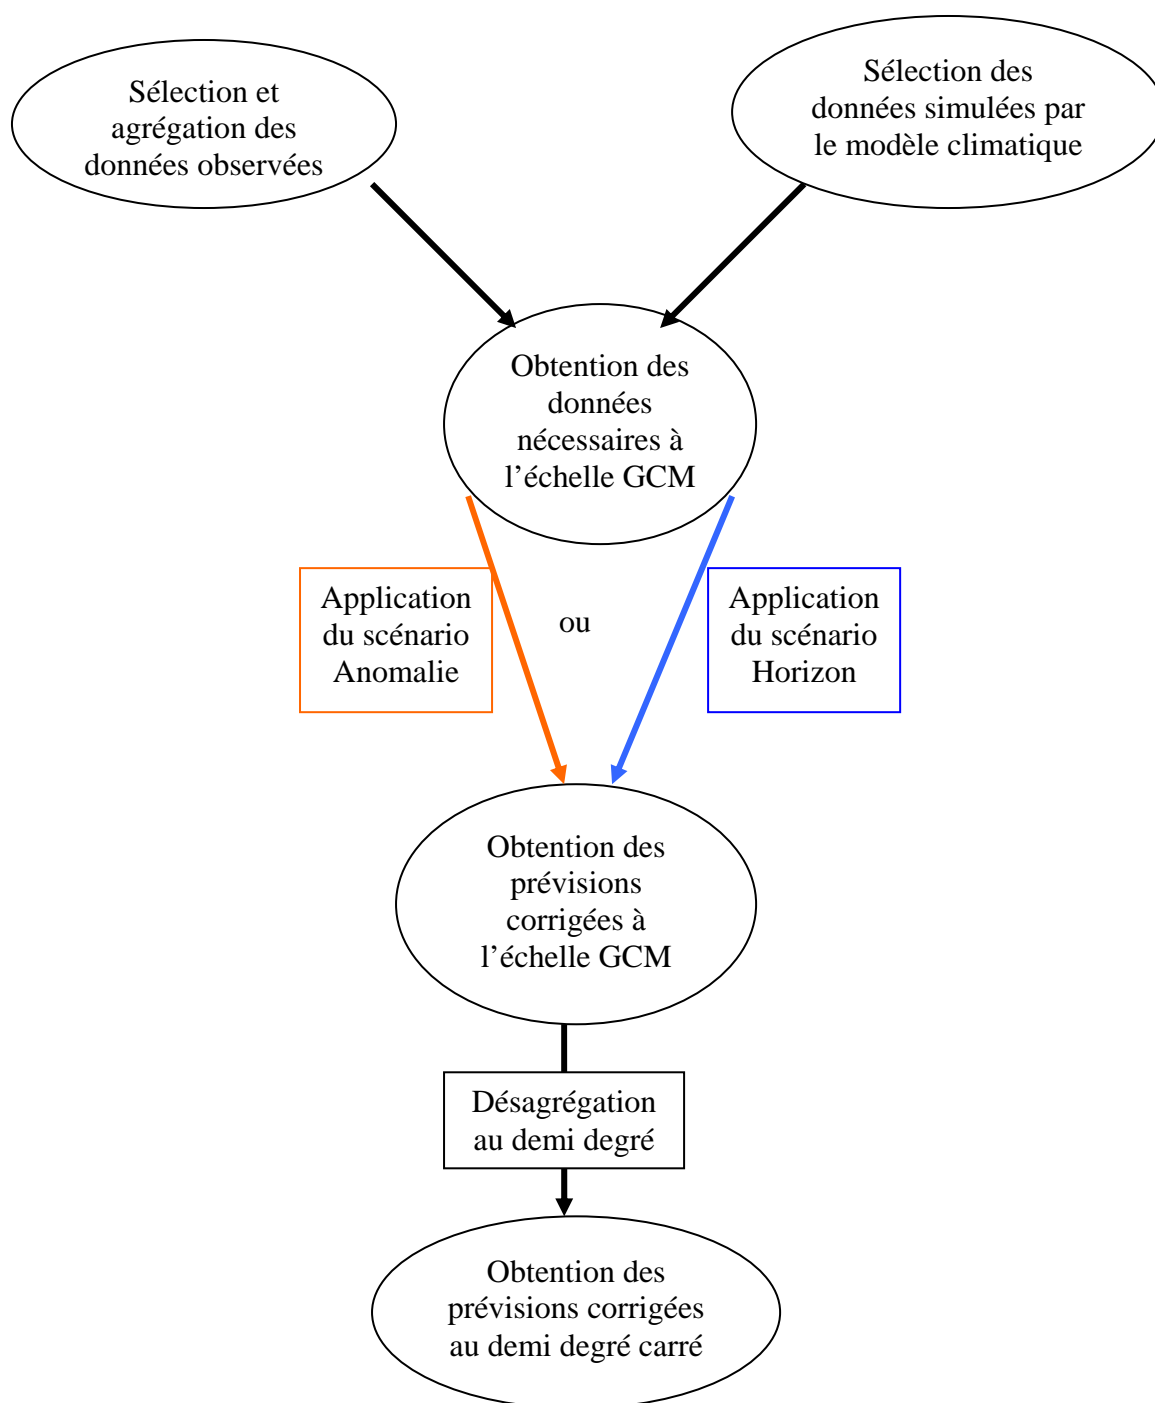 Sélection et
agrégation des
données observées
Sélection des
données simulées par
le modèle climatique
Obtention des
données
nécessaires à
l’échelle GCM
Application
du scénario
Anomalie
ou
Application
du scénario
Horizon
Obtention des
prévisions
corrigées à
l’échelle GCM
Désagrégation
au demi degré
Obtention des
prévisions corrigées
au demi degré carré